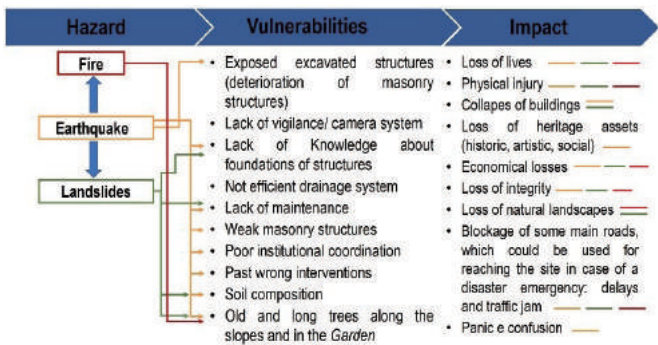 Hazard
Vulnerabilities
Impact
Fire
Earthquake
Landslides
• Exposed excavated structures
(deterioration of masonry
structures)
• Lack of vigilance/ camera system
• Lack of Knowledge about
foundations of structures
• Not efficient drainage system
• Lack of maintenance
• Weak masonry structures
• Poor institutional coordination
• Past wrong interventions
• Soil composition
• Old and long trees along the
slopes and in the Garden
• Loss of lives
• Physical injury
• Collapes of buildings
• Loss of heritage assets
(historic, artistic, social)
• Economical losses
• Loss of integrity
• Loss of natural landscapes
• Blockage of some main roads,
which could be used for
reaching the site in case of a
disaster emergency: delays
and traffic jam
• Panic e confusion